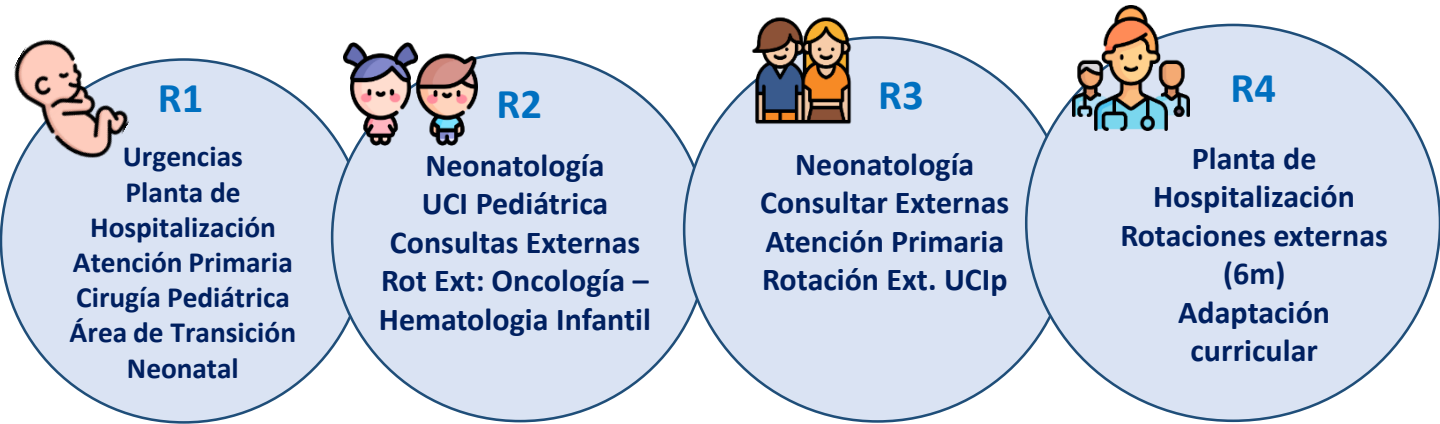 R1
Urgencias
Planta de
Hospitalización
Atención Primaria
Cirugía Pediátrica
Área de Transición
Neonatal
R2
Neonatología
UCI Pediátrica
Consultas Externas
Rot Ext: Oncología –
Hematologia Infantil
R3
Neonatología
Consultar Externas
Atención Primaria
Rotación Ext. UCIp
R4
Planta de
Hospitalización
Rotaciones externas
(6m)
Adaptación
curricular